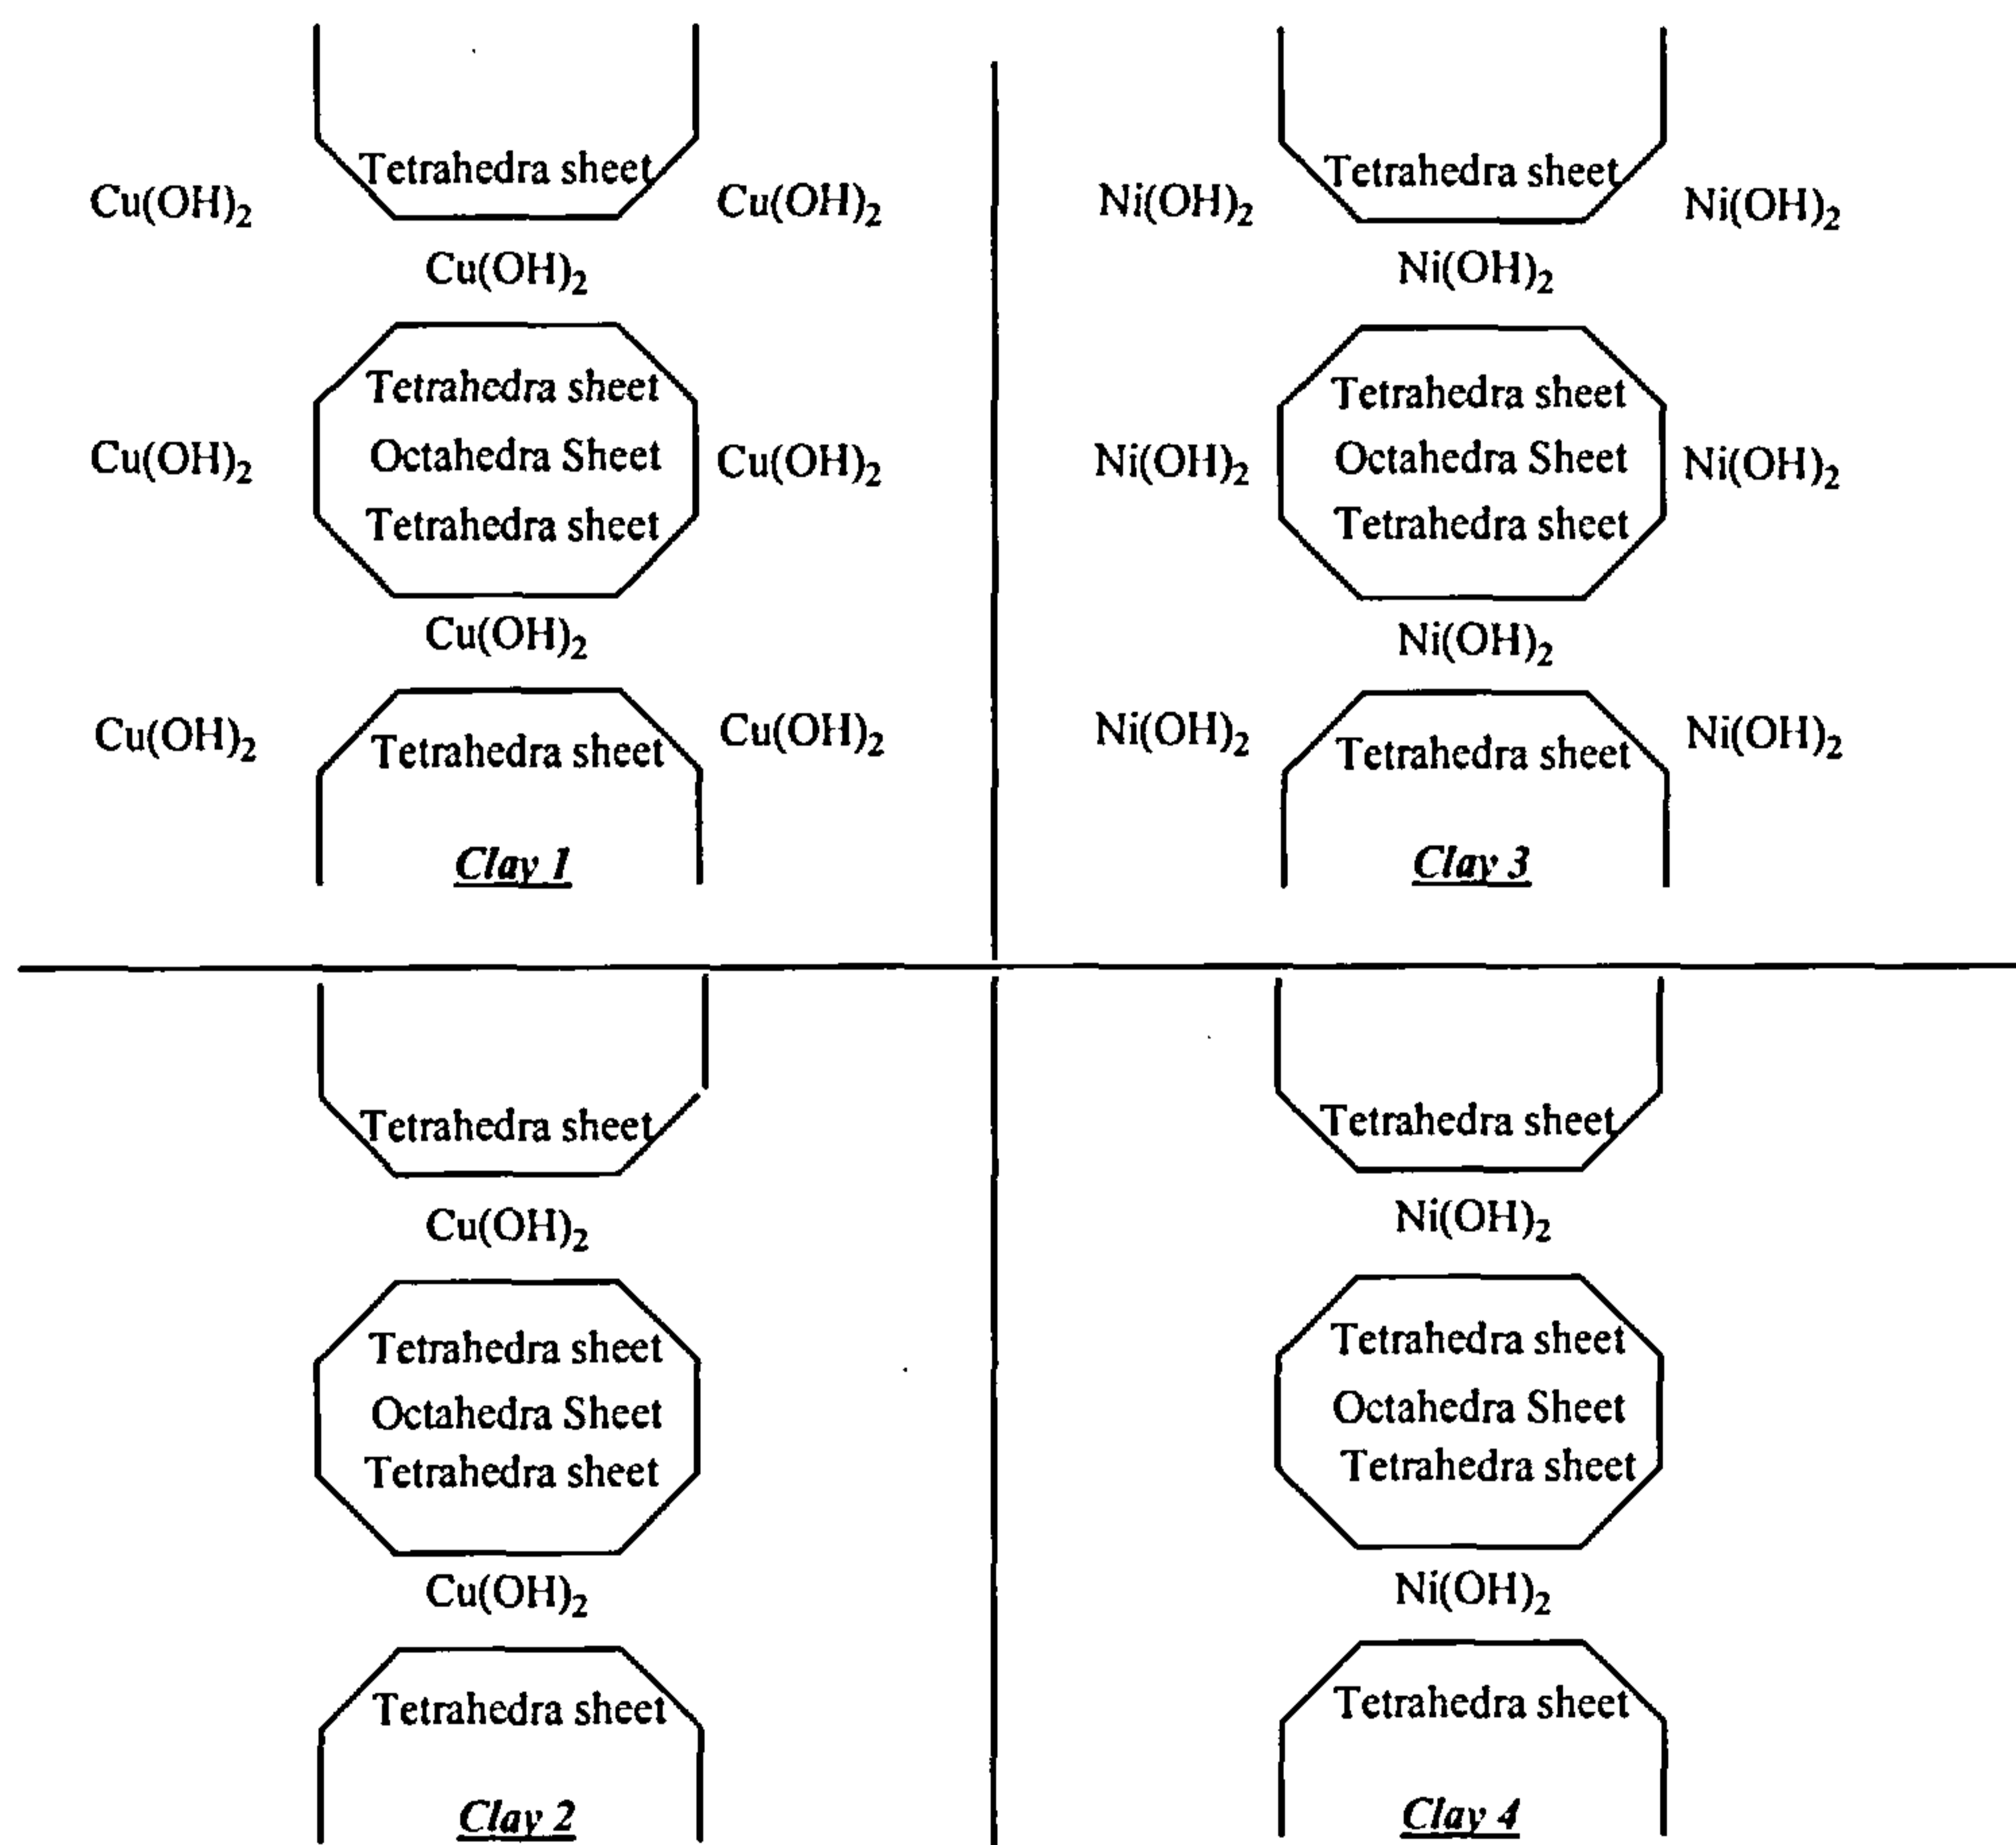 Tetrahedra sheet
Cu(OH)₂ Cu(OH)₂
Cu(OH)₂
Tetrahedra sheet
Cu(OH)₂ Octahedra Sheet Cu(OH)₂
Tetrahedra sheet
Cu(OH)₂
Cu(OH)₂ Tetrahedra sheet Cu(OH)₂
Clay 1
Tetrahedra sheet
Ni(OH)₂ Ni(OH)₂
Ni(OH)₂
Tetrahedra sheet
Ni(OH)₂ Octahedra Sheet Ni(OH)₂
Tetrahedra sheet
Ni(OH)₂
Ni(OH)₂ Tetrahedra sheet Ni(OH)₂
Clay 3
Tetrahedra sheet
Cu(OH)₂
Tetrahedra sheet
Octahedra Sheet
Tetrahedra sheet
Cu(OH)₂
Tetrahedra sheet
Clay 2
Tetrahedra sheet
Ni(OH)₂
Tetrahedra sheet
Octahedra Sheet
Tetrahedra sheet
Ni(OH)₂
Tetrahedra sheet
Clay 4